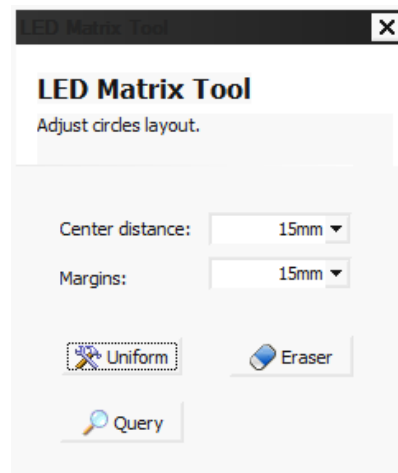 LED Matrix Tool
LED Matrix Tool
Adjust circles layout.
Center distance: 15mm
Margins: 15mm
Uniform Eraser
Query